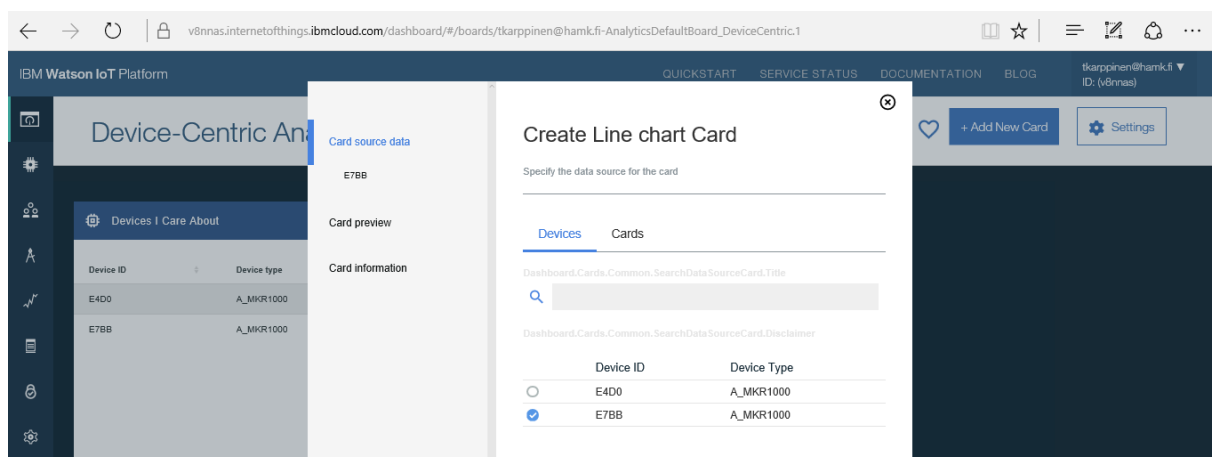 v8nnas.internetofthings.ibmcloud.com/dashboard/#/boards/tkarppinen@hamk.fi-AnalyticsDefaultBoard_DeviceCentric.1
IBM Watson IoT Platform
QUICKSTART SERVICE STATUS DOCUMENTATION BLOG
tkarppinen@hamk.fi ▼
ID: (v8nnas)
Device-Centric Ana
+ Add New Card
Settings
Devices I Care About
Device ID Device type
E4D0 A_MKR1000
E7BB A_MKR1000
Card source data
E7BB
Card preview
Card information
Create Line chart Card
Specify the data source for the card
Devices Cards
Dashboard.Cards.Common.SearchDataSourceCard.Title
Dashboard.Cards.Common.SearchDataSourceCard.Disclaimer
Device ID Device Type
E4D0 A_MKR1000
E7BB A_MKR1000